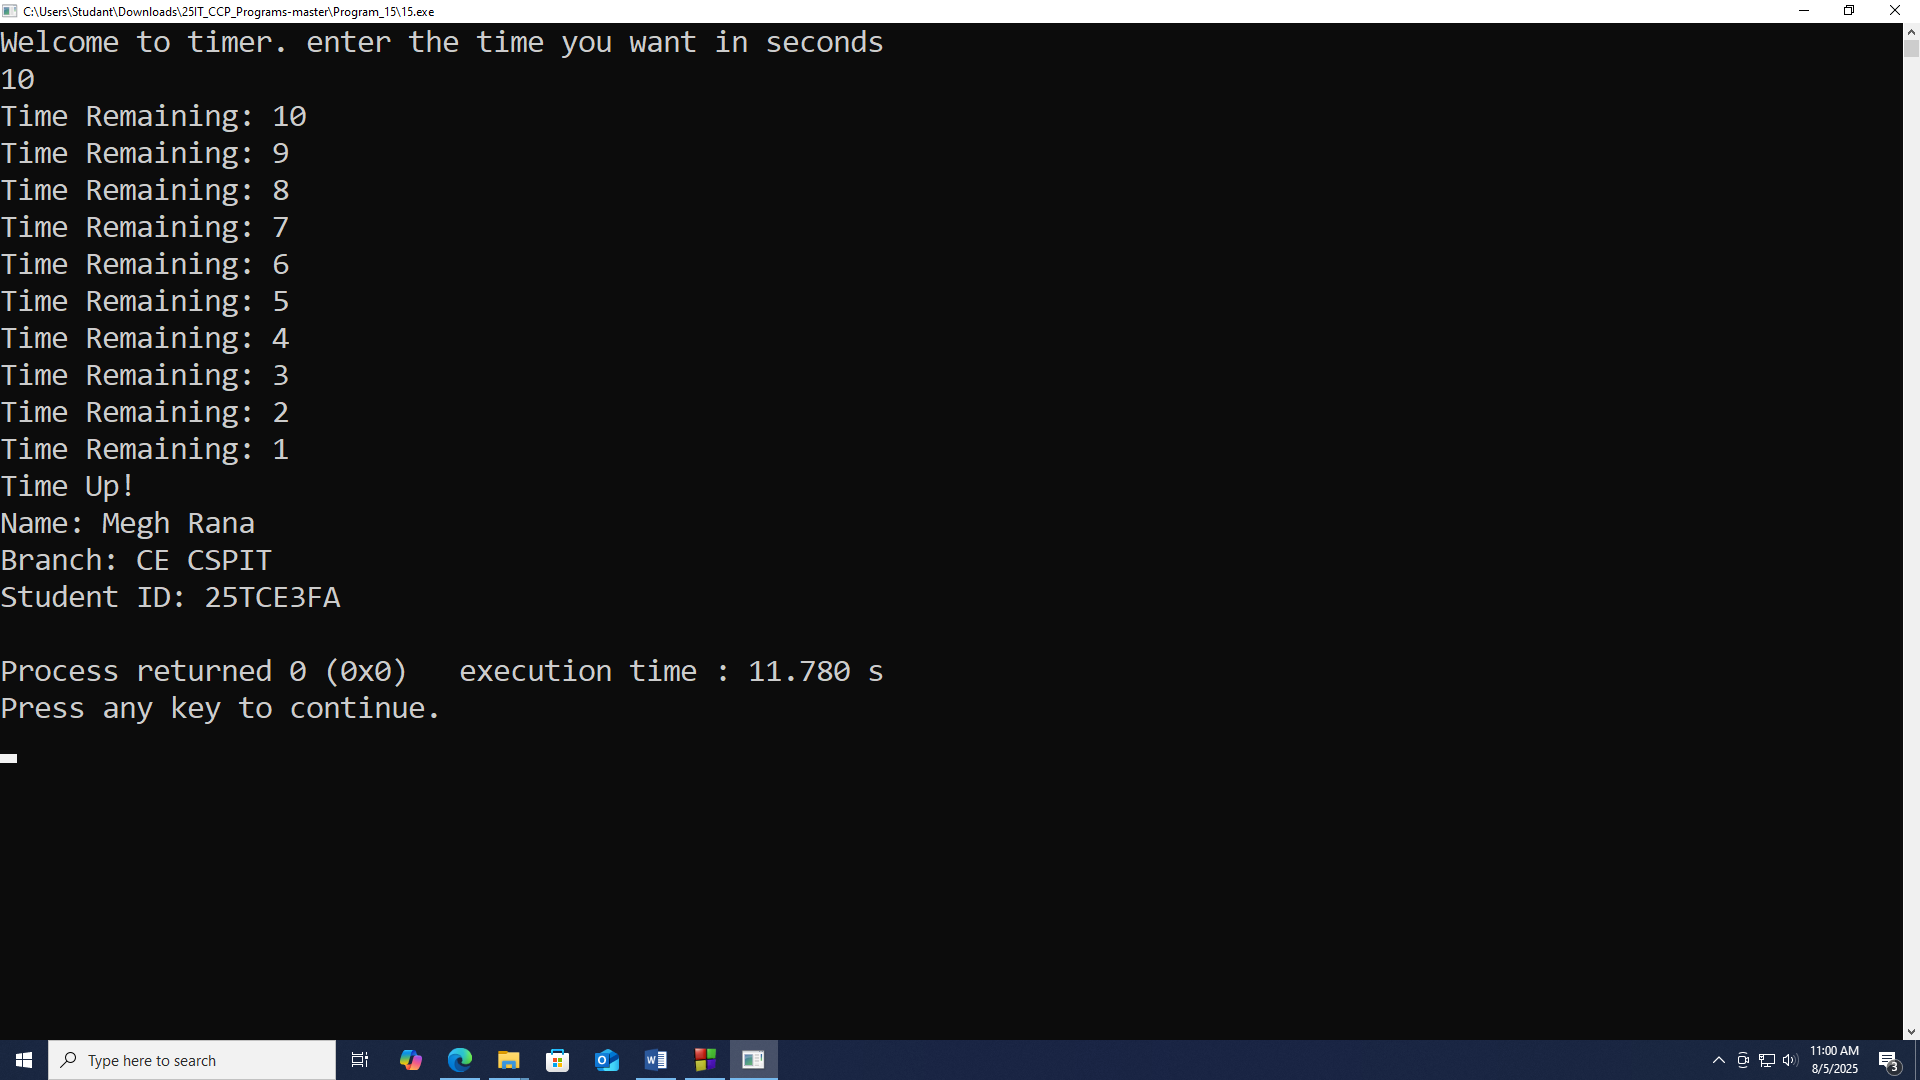 C:\Users\Studant\Downloads\25IT_CCP_Programs-master\Program_15\15.exe
Welcome to timer. enter the time you want in seconds
10
Time Remaining: 10
Time Remaining: 9
Time Remaining: 8
Time Remaining: 7
Time Remaining: 6
Time Remaining: 5
Time Remaining: 4
Time Remaining: 3
Time Remaining: 2
Time Remaining: 1
Time Up!
Name: Megh Rana
Branch: CE CSPIT
Student ID: 25TCE3FA
Process returned 0 (0x0)   execution time : 11.780 s
Press any key to continue.
Type here to search
11:00 AM
8/5/2025
3